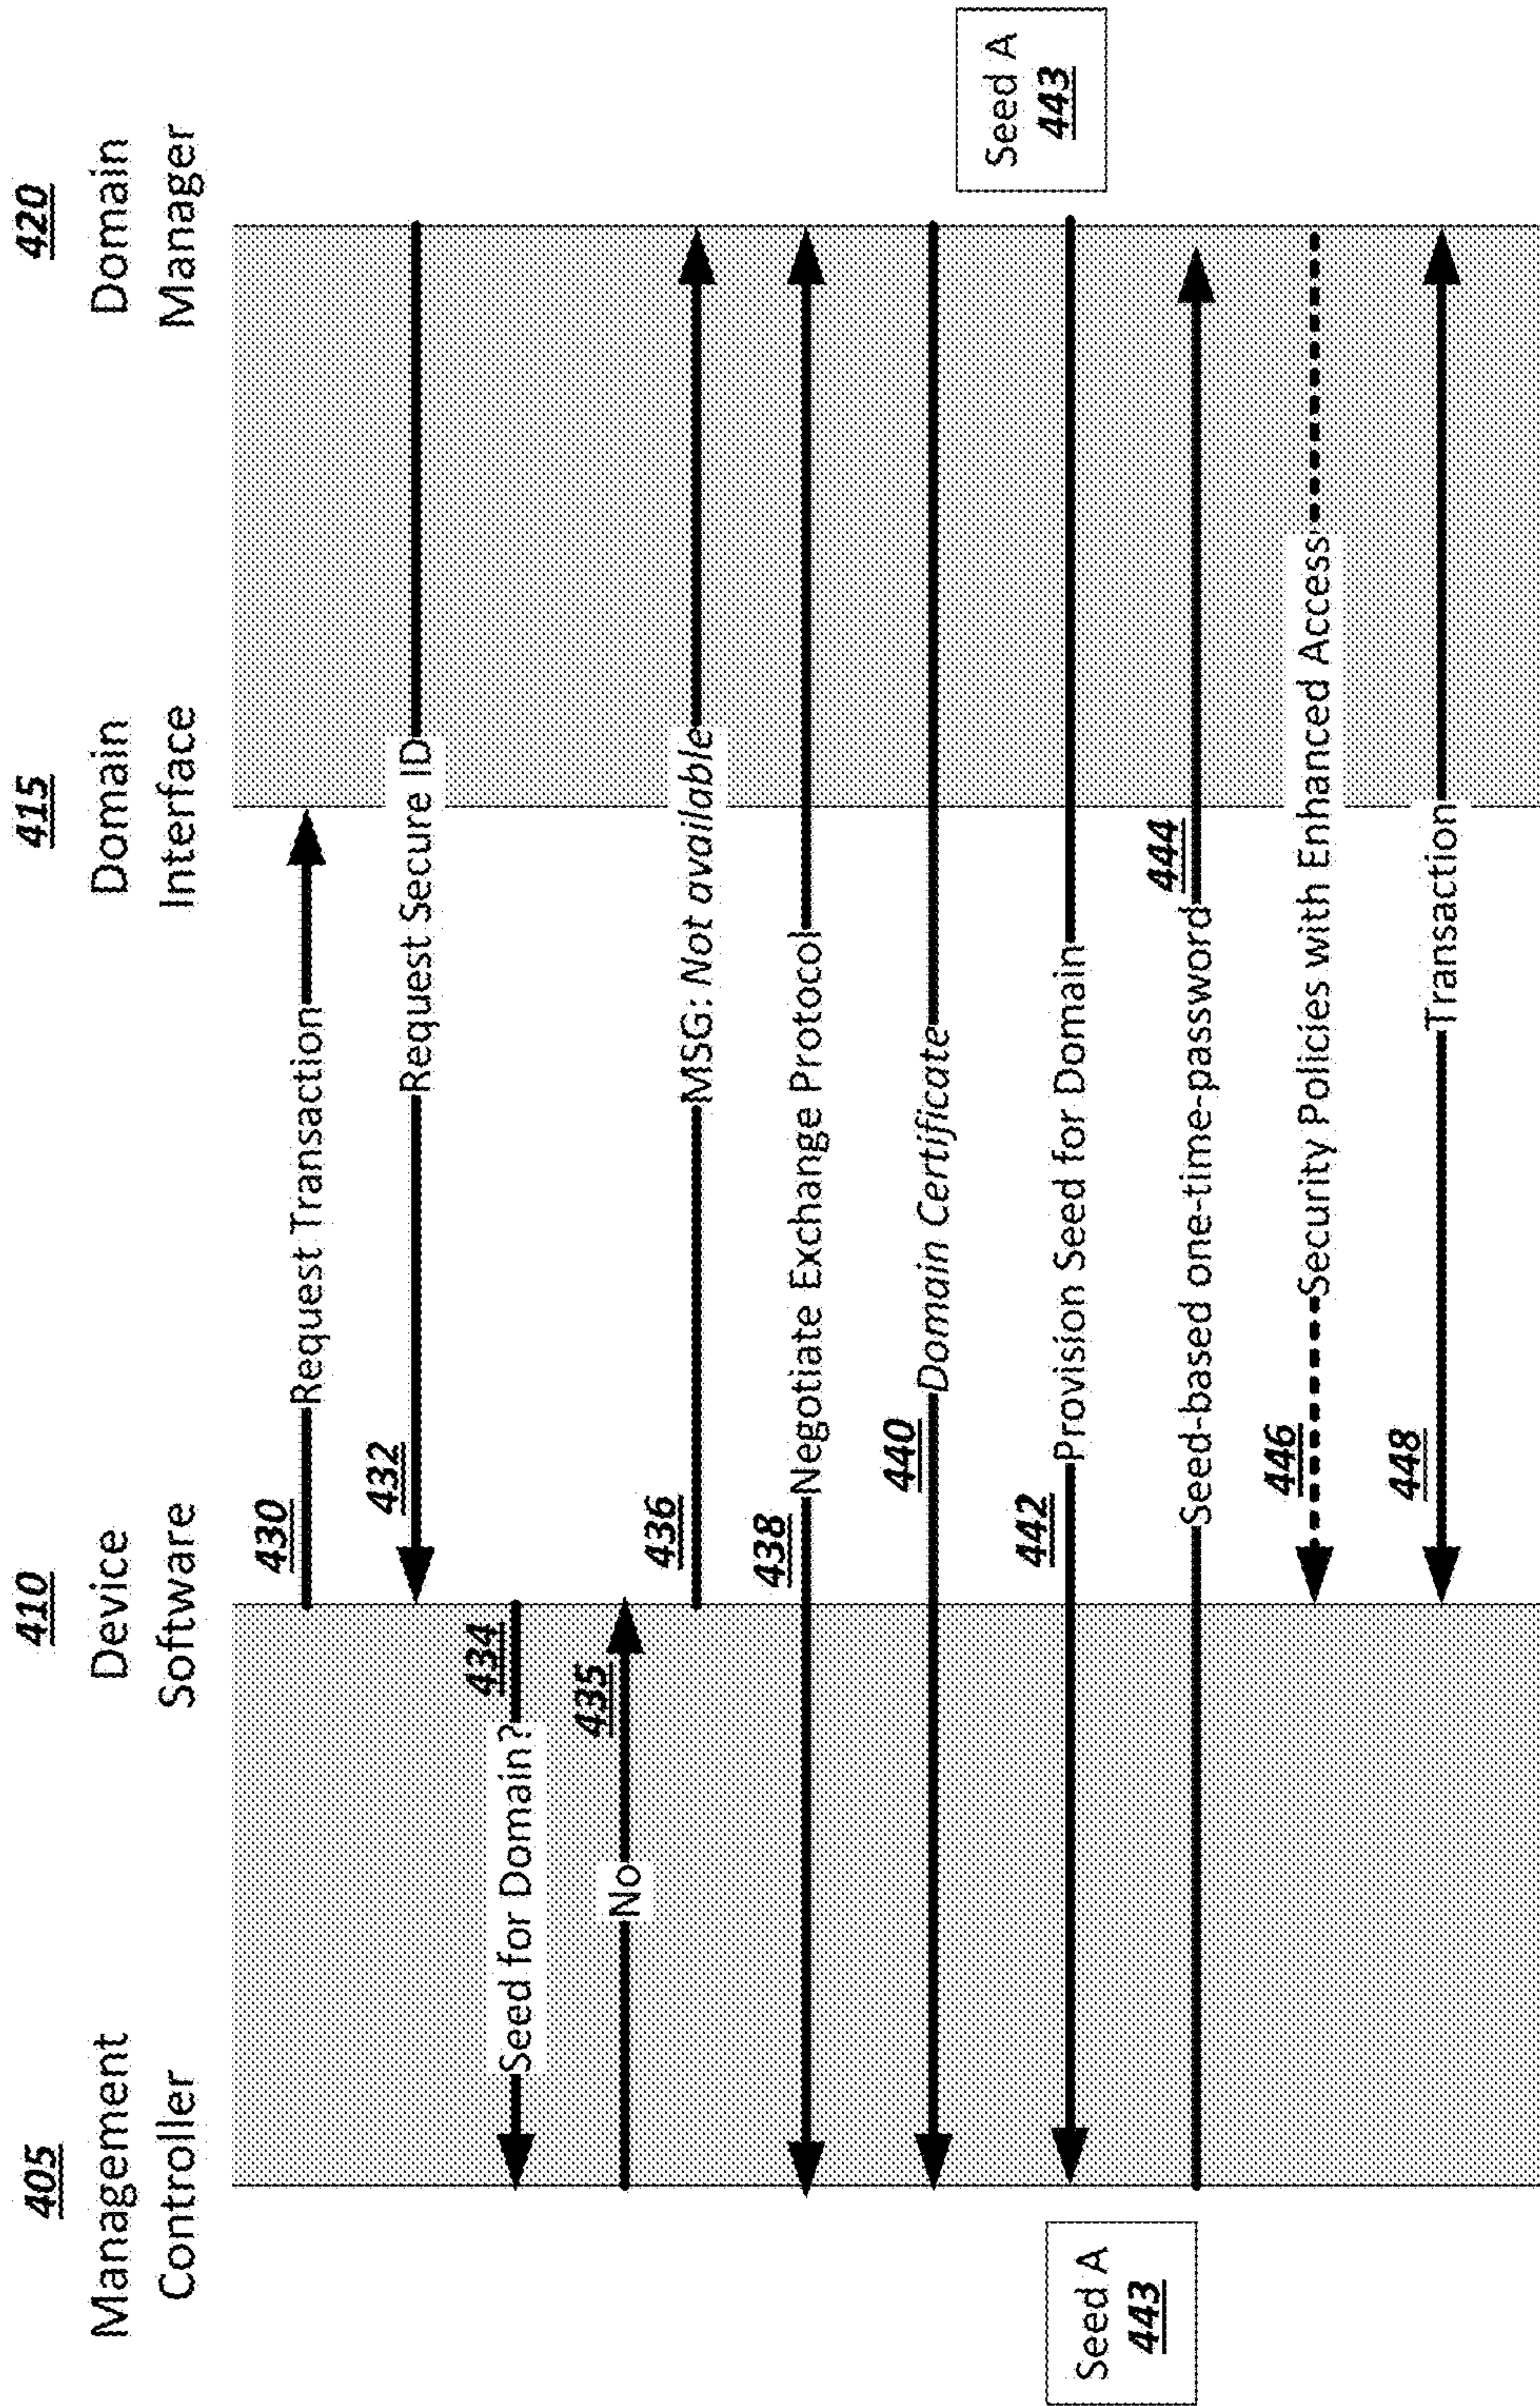 405
Management
Controller
410
Device
Software
415
Domain
Interface
420
Domain
Manager
430
Request Transaction
432
Request Secure ID
434
Seed for Domain?
435
No
436
MSG: Not available
438
Negotiate Exchange Protocol
440
Domain Certificate
442
Provision Seed for Domain
Seed A
443
Seed A
443
444
Seed-based one-time-password
446
Security Policies with Enhanced Access
448
Transaction